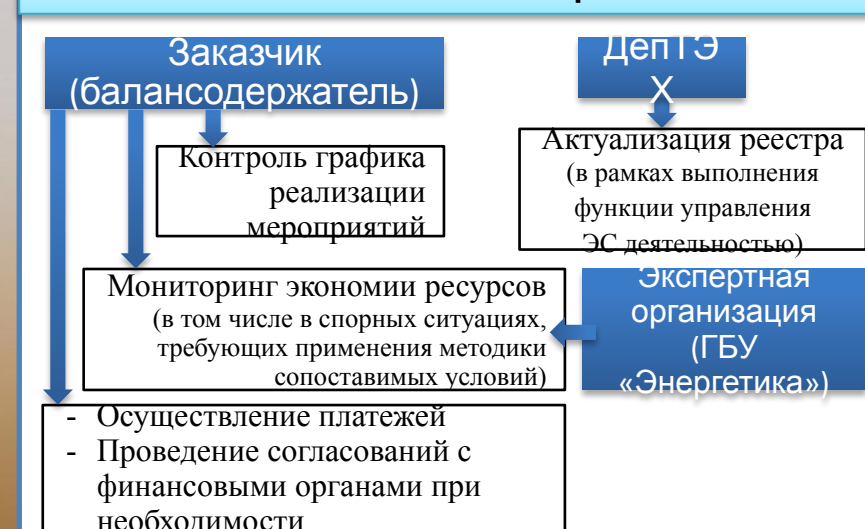 Заказчик
(балансодержатель)
ДепТЭ
Х
Контроль графика
реализации
мероприятий
Актуализация реестра
(в рамках выполнения
функции управления
ЭС деятельностью)
Мониторинг экономии ресурсов
(в том числе в спорных ситуациях,
требующих применения методики
сопоставимых условий)
Экспертная
организация
(ГБУ
«Энергетика»)
- Осуществление платежей
- Проведение согласований с
финансовыми органами при
необходимости